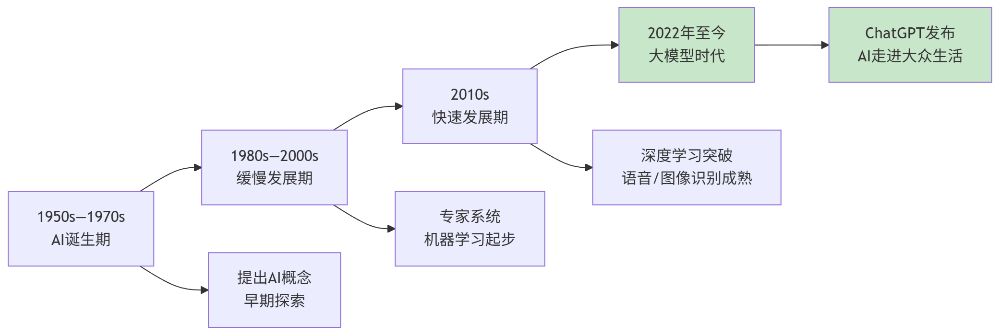 2022年至今
大模型时代
ChatGPT发布
AI走进大众生活
2010s
快速发展期
1980s—2000s
缓慢发展期
深度学习突破
语音/图像识别成熟
1950s—1970s
AI诞生期
专家系统
机器学习起步
提出AI概念
早期探索